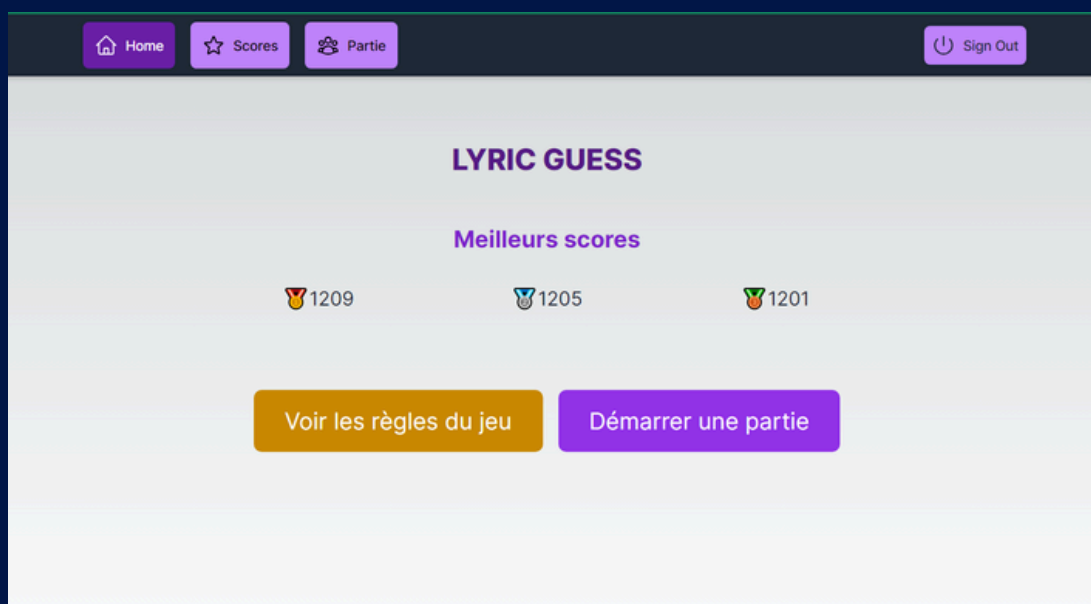 Home Scores Partie Sign Out
LYRIC GUESS
Meilleurs scores
1209 1205 1201
Voir les règles du jeu Démarrer une partie